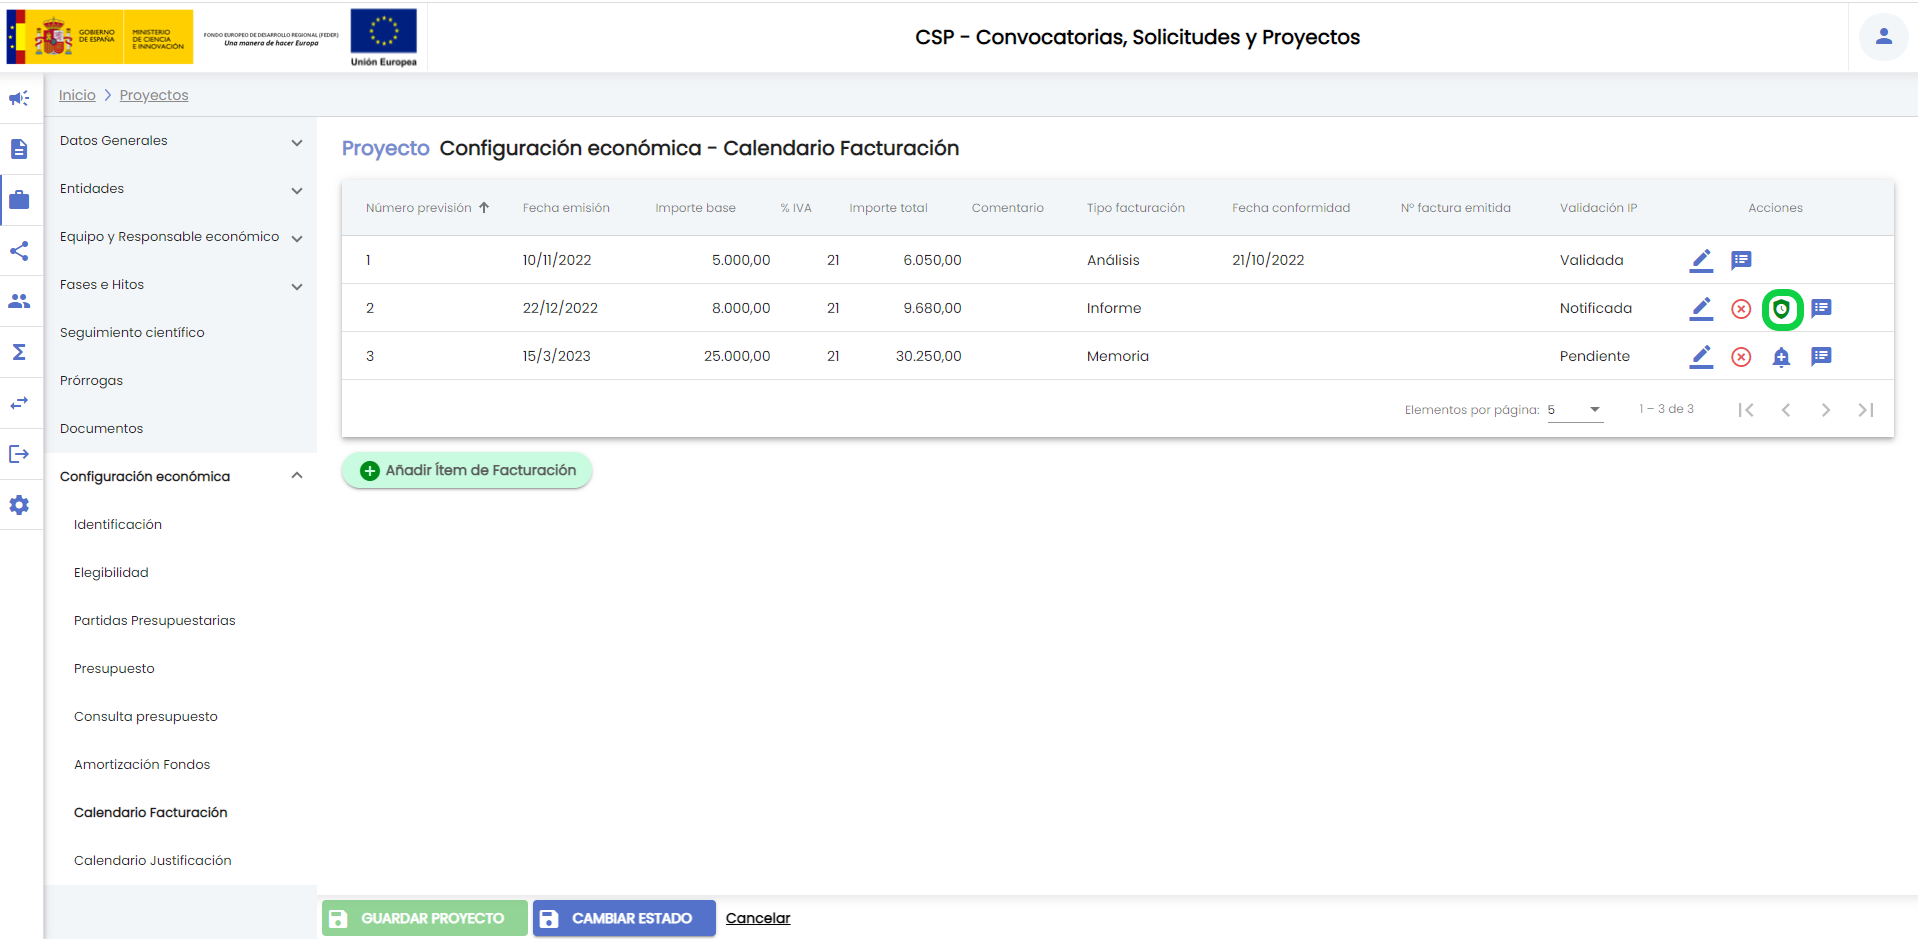 GOBIERNO
DE ESPAÑA
MINISTERIO
DE CIENCIA
E INNOVACIÓN
FONDO EUROPEO DE DESARROLLO REGIONAL (FEDER)
Una manera de hacer Europa
Unión Europea
CSP - Convocatorias, Solicitudes y Proyectos
Inicio > Proyectos
Datos Generales
Entidades
Equipo y Responsable económico
Fases e Hitos
Seguimiento científico
Prórrogas
Documentos
Configuración económica
Identificación
Elegibilidad
Partidas Presupuestarias
Presupuesto
Consulta presupuesto
Amortización Fondos
Calendario Facturación
Calendario Justificación
Proyecto Configuración económica - Calendario Facturación
Número previsión Fecha emisión Importe base % IVA Importe total Comentario Tipo facturación Fecha conformidad Nº factura emitida Validación IP Acciones
1 10/11/2022 5.000,00 21 6.050,00 Análisis 21/10/2022 Validada
2 22/12/2022 8.000,00 21 9.680,00 Informe Notificada
3 15/3/2023 25.000,00 21 30.250,00 Memoria Pendiente
Elementos por página: 5 1 – 3 de 3
Añadir Ítem de Facturación
GUARDAR PROYECTO CAMBIAR ESTADO Cancelar